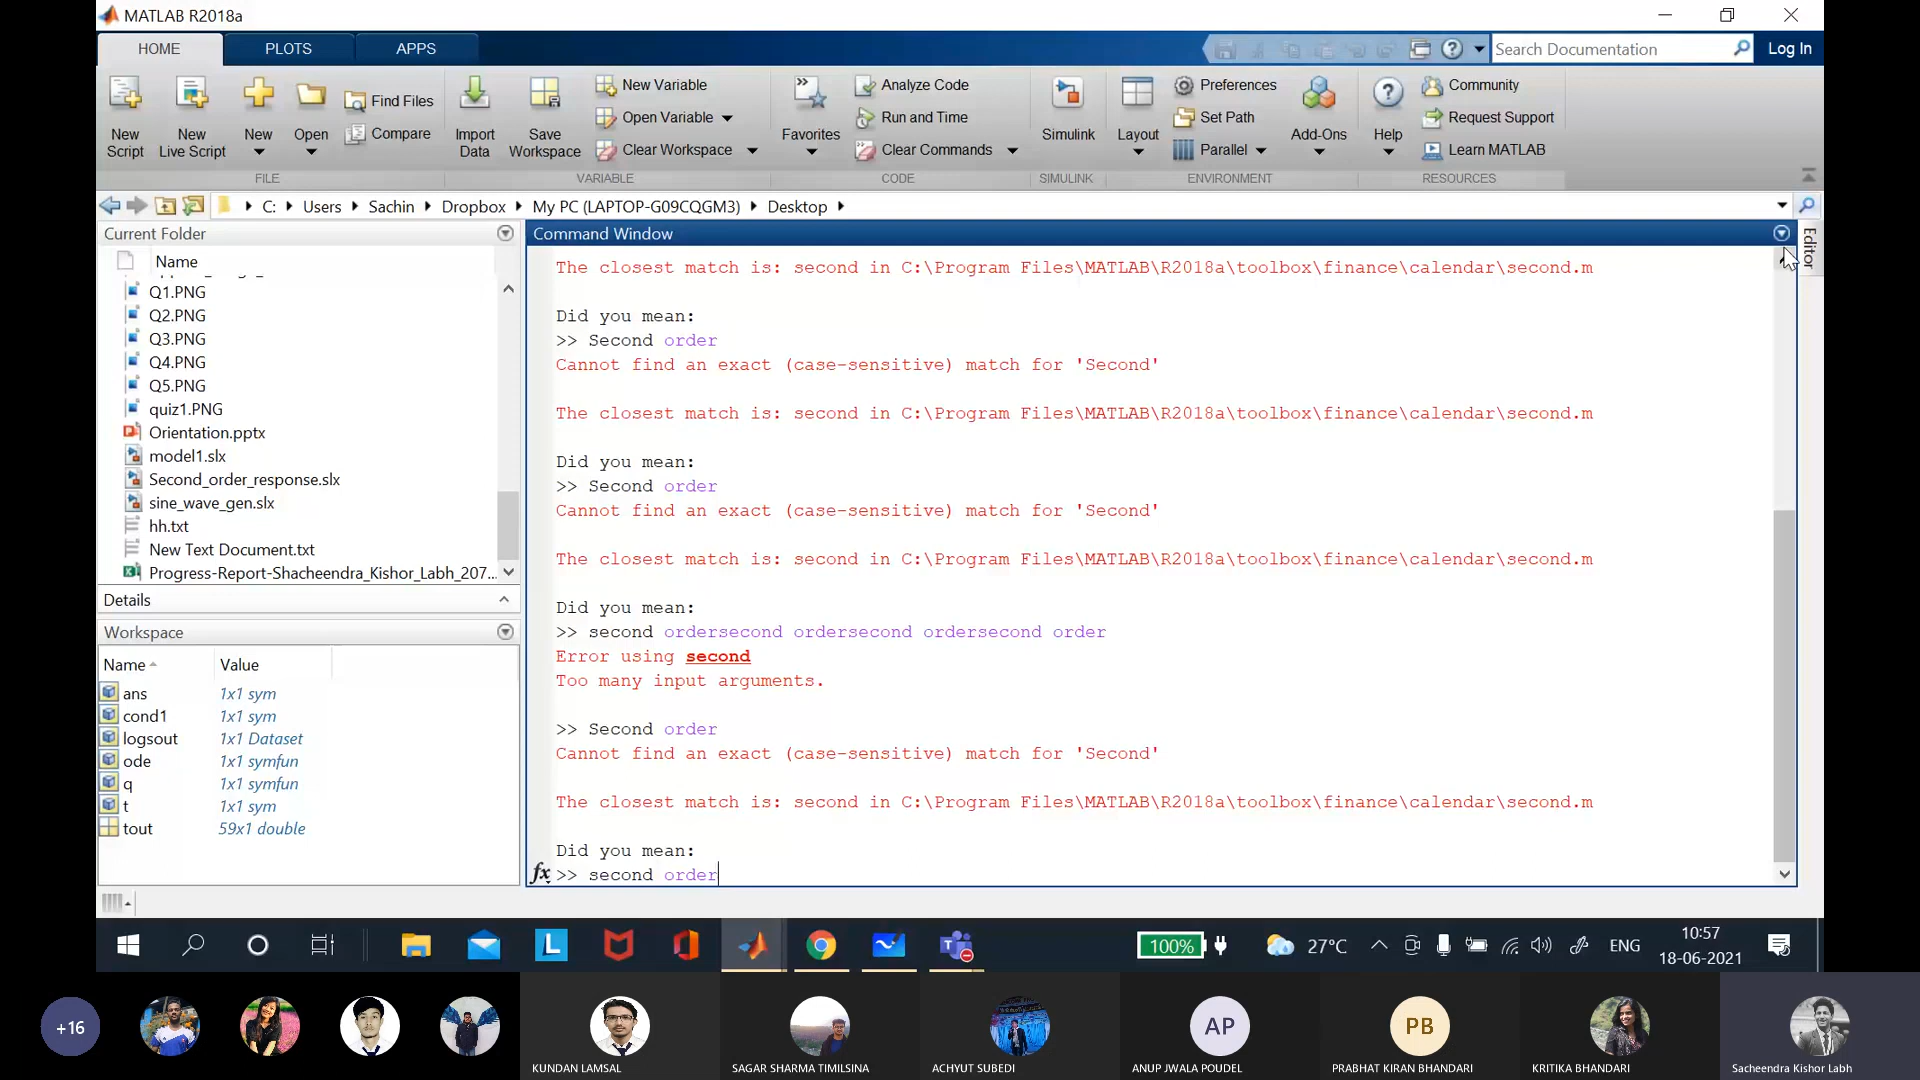 MATLAB R2018a
HOME
PLOTS
APPS
Search Documentation
Log In
New Script
New Live Script
New
Open
Find Files
Compare
Import Data
Save Workspace
New Variable
Open Variable
Clear Workspace
Favorites
Analyze Code
Run and Time
Clear Commands
Simulink
Layout
Preferences
Set Path
Parallel
Add-Ons
Help
Community
Request Support
Learn MATLAB
FILE
VARIABLE
CODE
SIMULINK
ENVIRONMENT
RESOURCES
C: Users Sachin Dropbox My PC (LAPTOP-G09CQGM3) Desktop
Current Folder
Name
Q1.PNG
Q2.PNG
Q3.PNG
Q4.PNG
Q5.PNG
quiz1.PNG
Orientation.pptx
model1.slx
Second_order_response.slx
sine_wave_gen.slx
hh.txt
New Text Document.txt
Progress-Report-Shacheendra_Kishor_Labh_207...
Details
Workspace
Name Value
ans 1x1 sym
cond1 1x1 sym
logsout 1x1 Dataset
ode 1x1 symfun
q 1x1 symfun
t 1x1 sym
tout 59x1 double
Command Window
Editor
The closest match is: second in C:\Program Files\MATLAB\R2018a\toolbox\finance\calendar\second.m
Did you mean:
>> Second order
Cannot find an exact (case-sensitive) match for 'Second'
The closest match is: second in C:\Program Files\MATLAB\R2018a\toolbox\finance\calendar\second.m
Did you mean:
>> Second order
Cannot find an exact (case-sensitive) match for 'Second'
The closest match is: second in C:\Program Files\MATLAB\R2018a\toolbox\finance\calendar\second.m
Did you mean:
>> second ordersecond ordersecond ordersecond order
Error using second
Too many input arguments.
>> Second order
Cannot find an exact (case-sensitive) match for 'Second'
The closest match is: second in C:\Program Files\MATLAB\R2018a\toolbox\finance\calendar\second.m
Did you mean:
fx >> second order
100%
27°C
ENG
10:57
18-06-2021
+16
KUNDAN LAMSAL
SAGAR SHARMA TIMILSINA
ACHYUT SUBEDI
AP
ANUP JWALA POUDEL
PB
PRABHAT KIRAN BHANDARI
KRITIKA BHANDARI
Sacheendra Kishor Labh